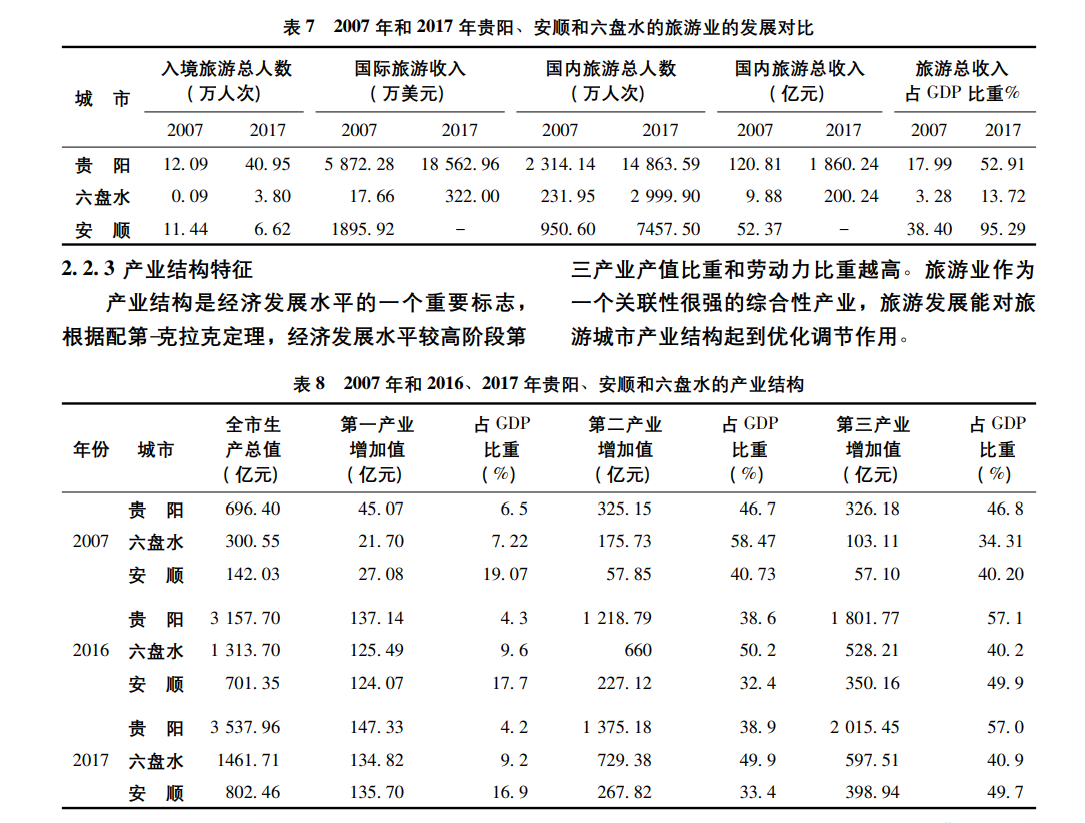 表 7 2007 年和 2017 年贵阳、安顺和六盘水的旅游业的发展对比
城 市 入境旅游总人数 国际旅游收入 国内旅游总人数 国内旅游总收入 旅游总收入
(万人次) (万美元) (万人次) (亿元) 占 GDP 比重%
2007 2017 2007 2017 2007 2017 2007 2017 2007 2017
贵 阳 12.09 40.95 5 872.28 18 562.96 2 314.14 14 863.59 120.81 1 860.24 17.99 52.91
六盘水 0.09 3.80 17.66 322.00 231.95 2 999.90 9.88 200.24 3.28 13.72
安 顺 11.44 6.62 1895.92 - 950.60 7457.50 52.37 - 38.40 95.29
2.2.3 产业结构特征
产业结构是经济发展水平的一个重要标志，
根据配第-克拉克定理，经济发展水平较高阶段第
三产业产值比重和劳动力比重越高。旅游业作为
一个关联性很强的综合性产业，旅游发展能对旅
游城市产业结构起到优化调节作用。
表 8 2007 年和 2016、2017 年贵阳、安顺和六盘水的产业结构
全市生 第一产业 占 GDP 第二产业 占 GDP 第三产业 占 GDP
年份 城市 产总值 增加值 比重 增加值 比重 增加值 比重
(亿元) (亿元) (%) (亿元) (%) (亿元) (%)
贵 阳 696.40 45.07 6.5 325.15 46.7 326.18 46.8
2007 六盘水 300.55 21.70 7.22 175.73 58.47 103.11 34.31
安 顺 142.03 27.08 19.07 57.85 40.73 57.10 40.20
贵 阳 3 157.70 137.14 4.3 1 218.79 38.6 1 801.77 57.1
2016 六盘水 1 313.70 125.49 9.6 660 50.2 528.21 40.2
安 顺 701.35 124.07 17.7 227.12 32.4 350.16 49.9
贵 阳 3 537.96 147.33 4.2 1 375.18 38.9 2 015.45 57.0
2017 六盘水 1461.71 134.82 9.2 729.38 49.9 597.51 40.9
安 顺 802.46 135.70 16.9 267.82 33.4 398.94 49.7